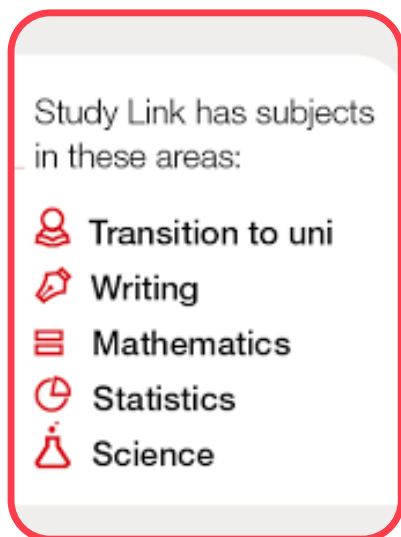 Study Link has subjects
in these areas:
Transition to uni
Writing
Mathematics
Statistics
Science